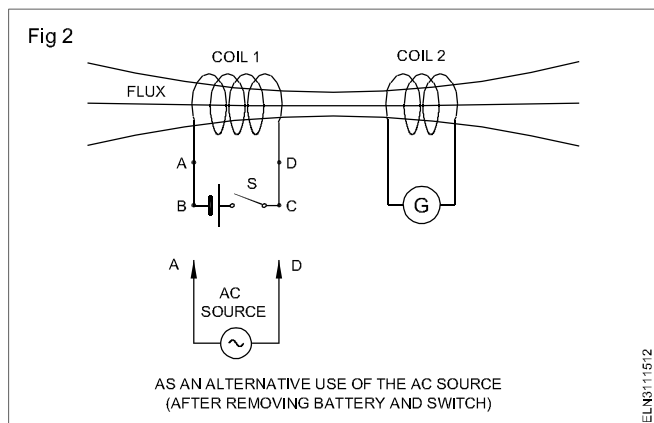 Fig 2
COIL 1
COIL 2
FLUX
A
D
S
B
C
G
A
D
AC
SOURCE
AS AN ALTERNATIVE USE OF THE AC SOURCE
(AFTER REMOVING BATTERY AND SWITCH)
ELN3111512